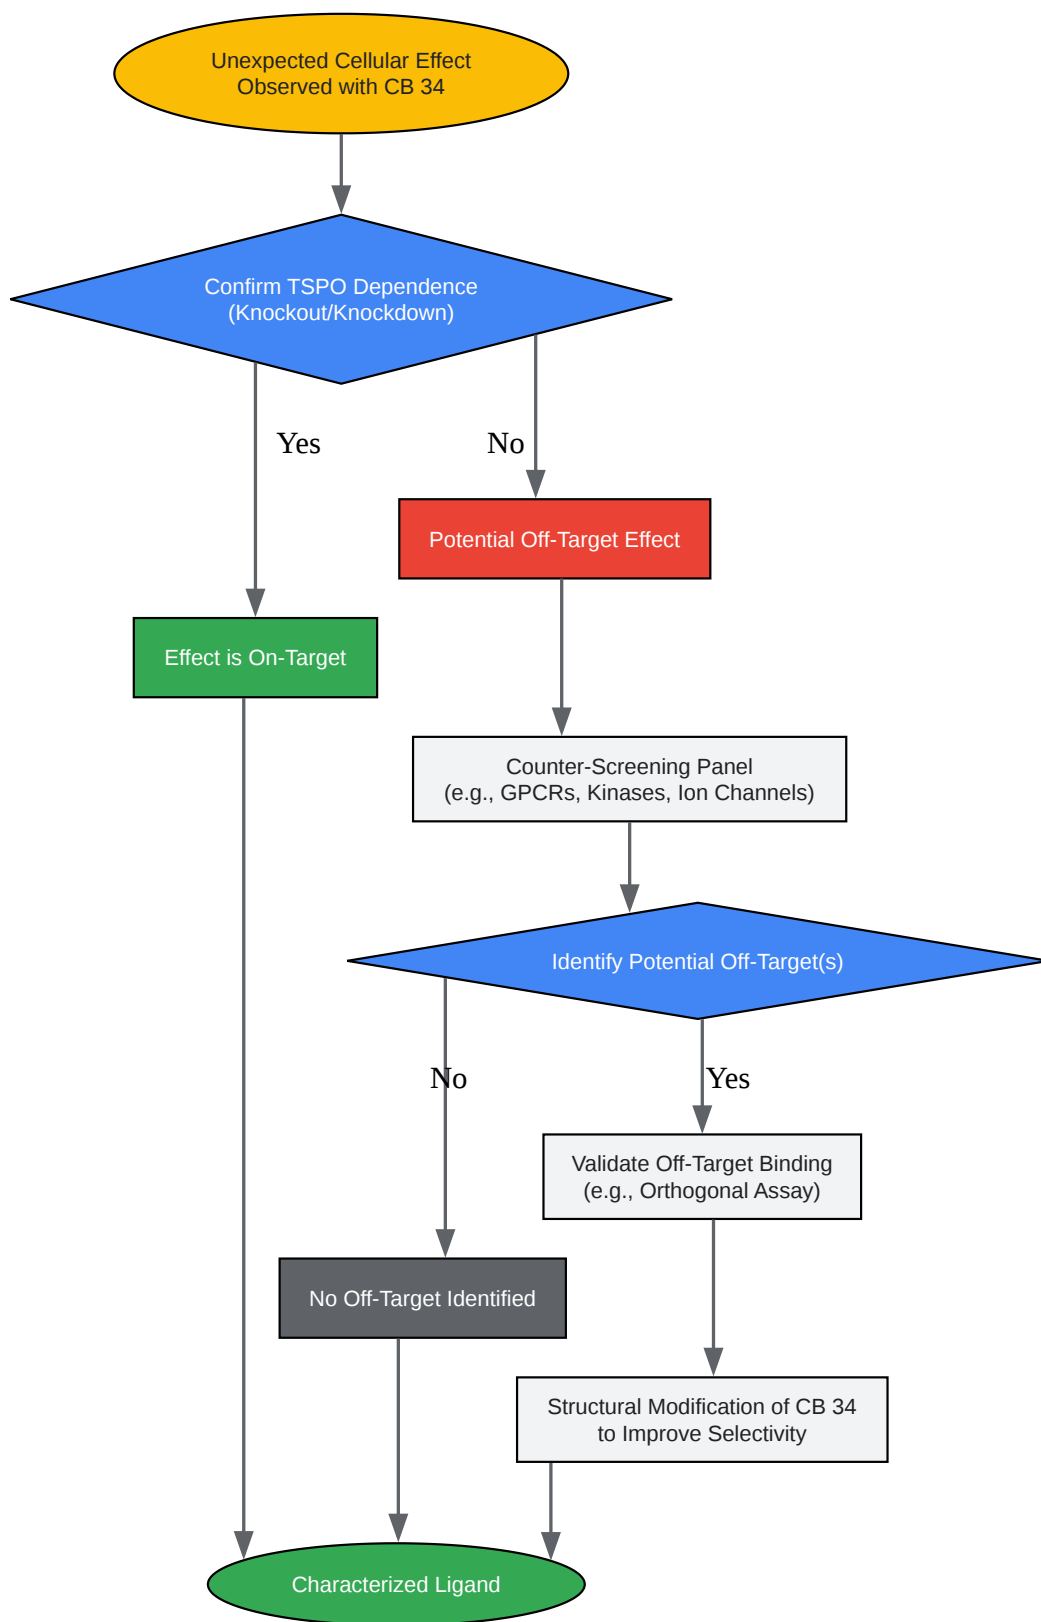 Unexpected Cellular Effect
Observed with CB 34
Confirm TSPO Dependence
(Knockout/Knockdown)
Yes
No
Potential Off-Target Effect
Effect is On-Target
Counter-Screening Panel
(e.g., GPCRs, Kinases, Ion Channels)
Identify Potential Off-Target(s)
No
Yes
Validate Off-Target Binding
(e.g., Orthogonal Assay)
No Off-Target Identified
Structural Modification of CB 34
to Improve Selectivity
Characterized Ligand